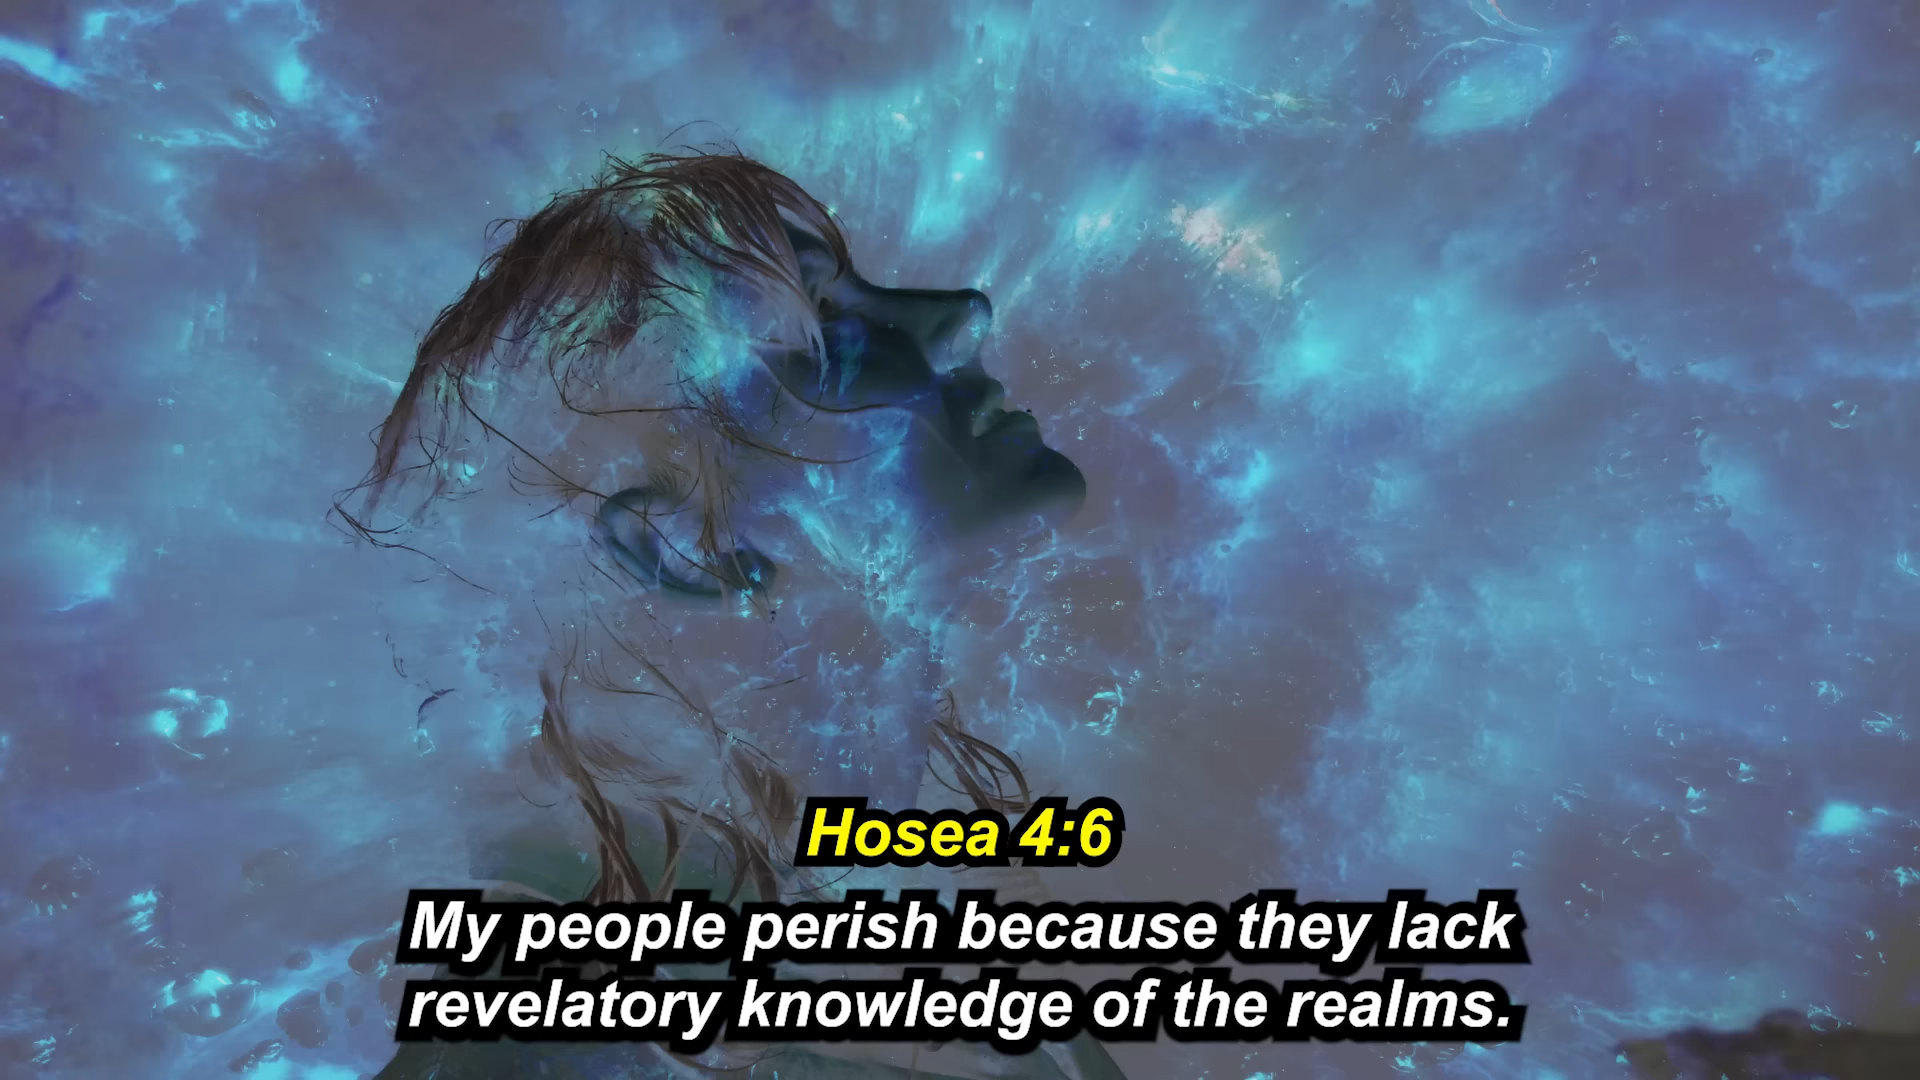 Hosea 4:6
My people perish because they lack
revelatory knowledge of the realms.